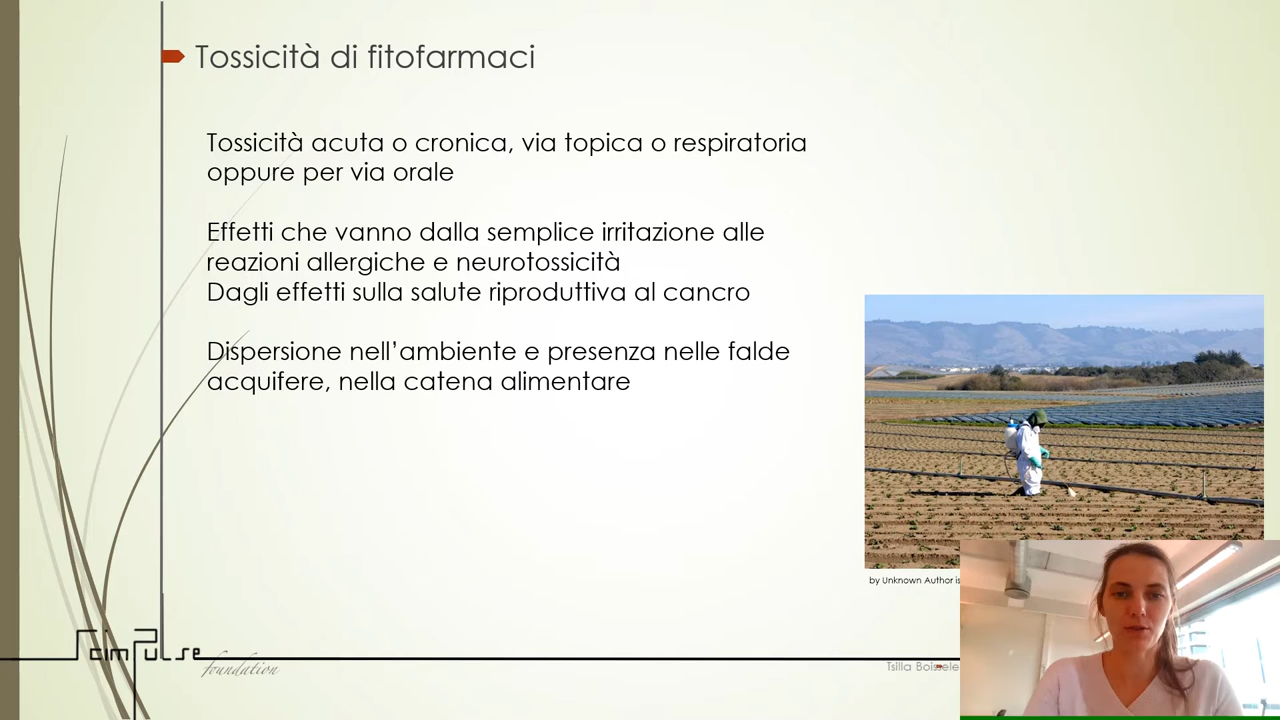 Tossicità di fitofarmaci
Tossicità acuta o cronica, via topica o respiratoria
oppure per via orale
Effetti che vanno dalla semplice irritazione alle
reazioni allergiche e neurotossicità
Dagli effetti sulla salute riproduttiva al cancro
Dispersione nell’ambiente e presenza nelle falde
acquifere, nella catena alimentare
by Unknown Author is
scimpulse
foundation
Tsilla